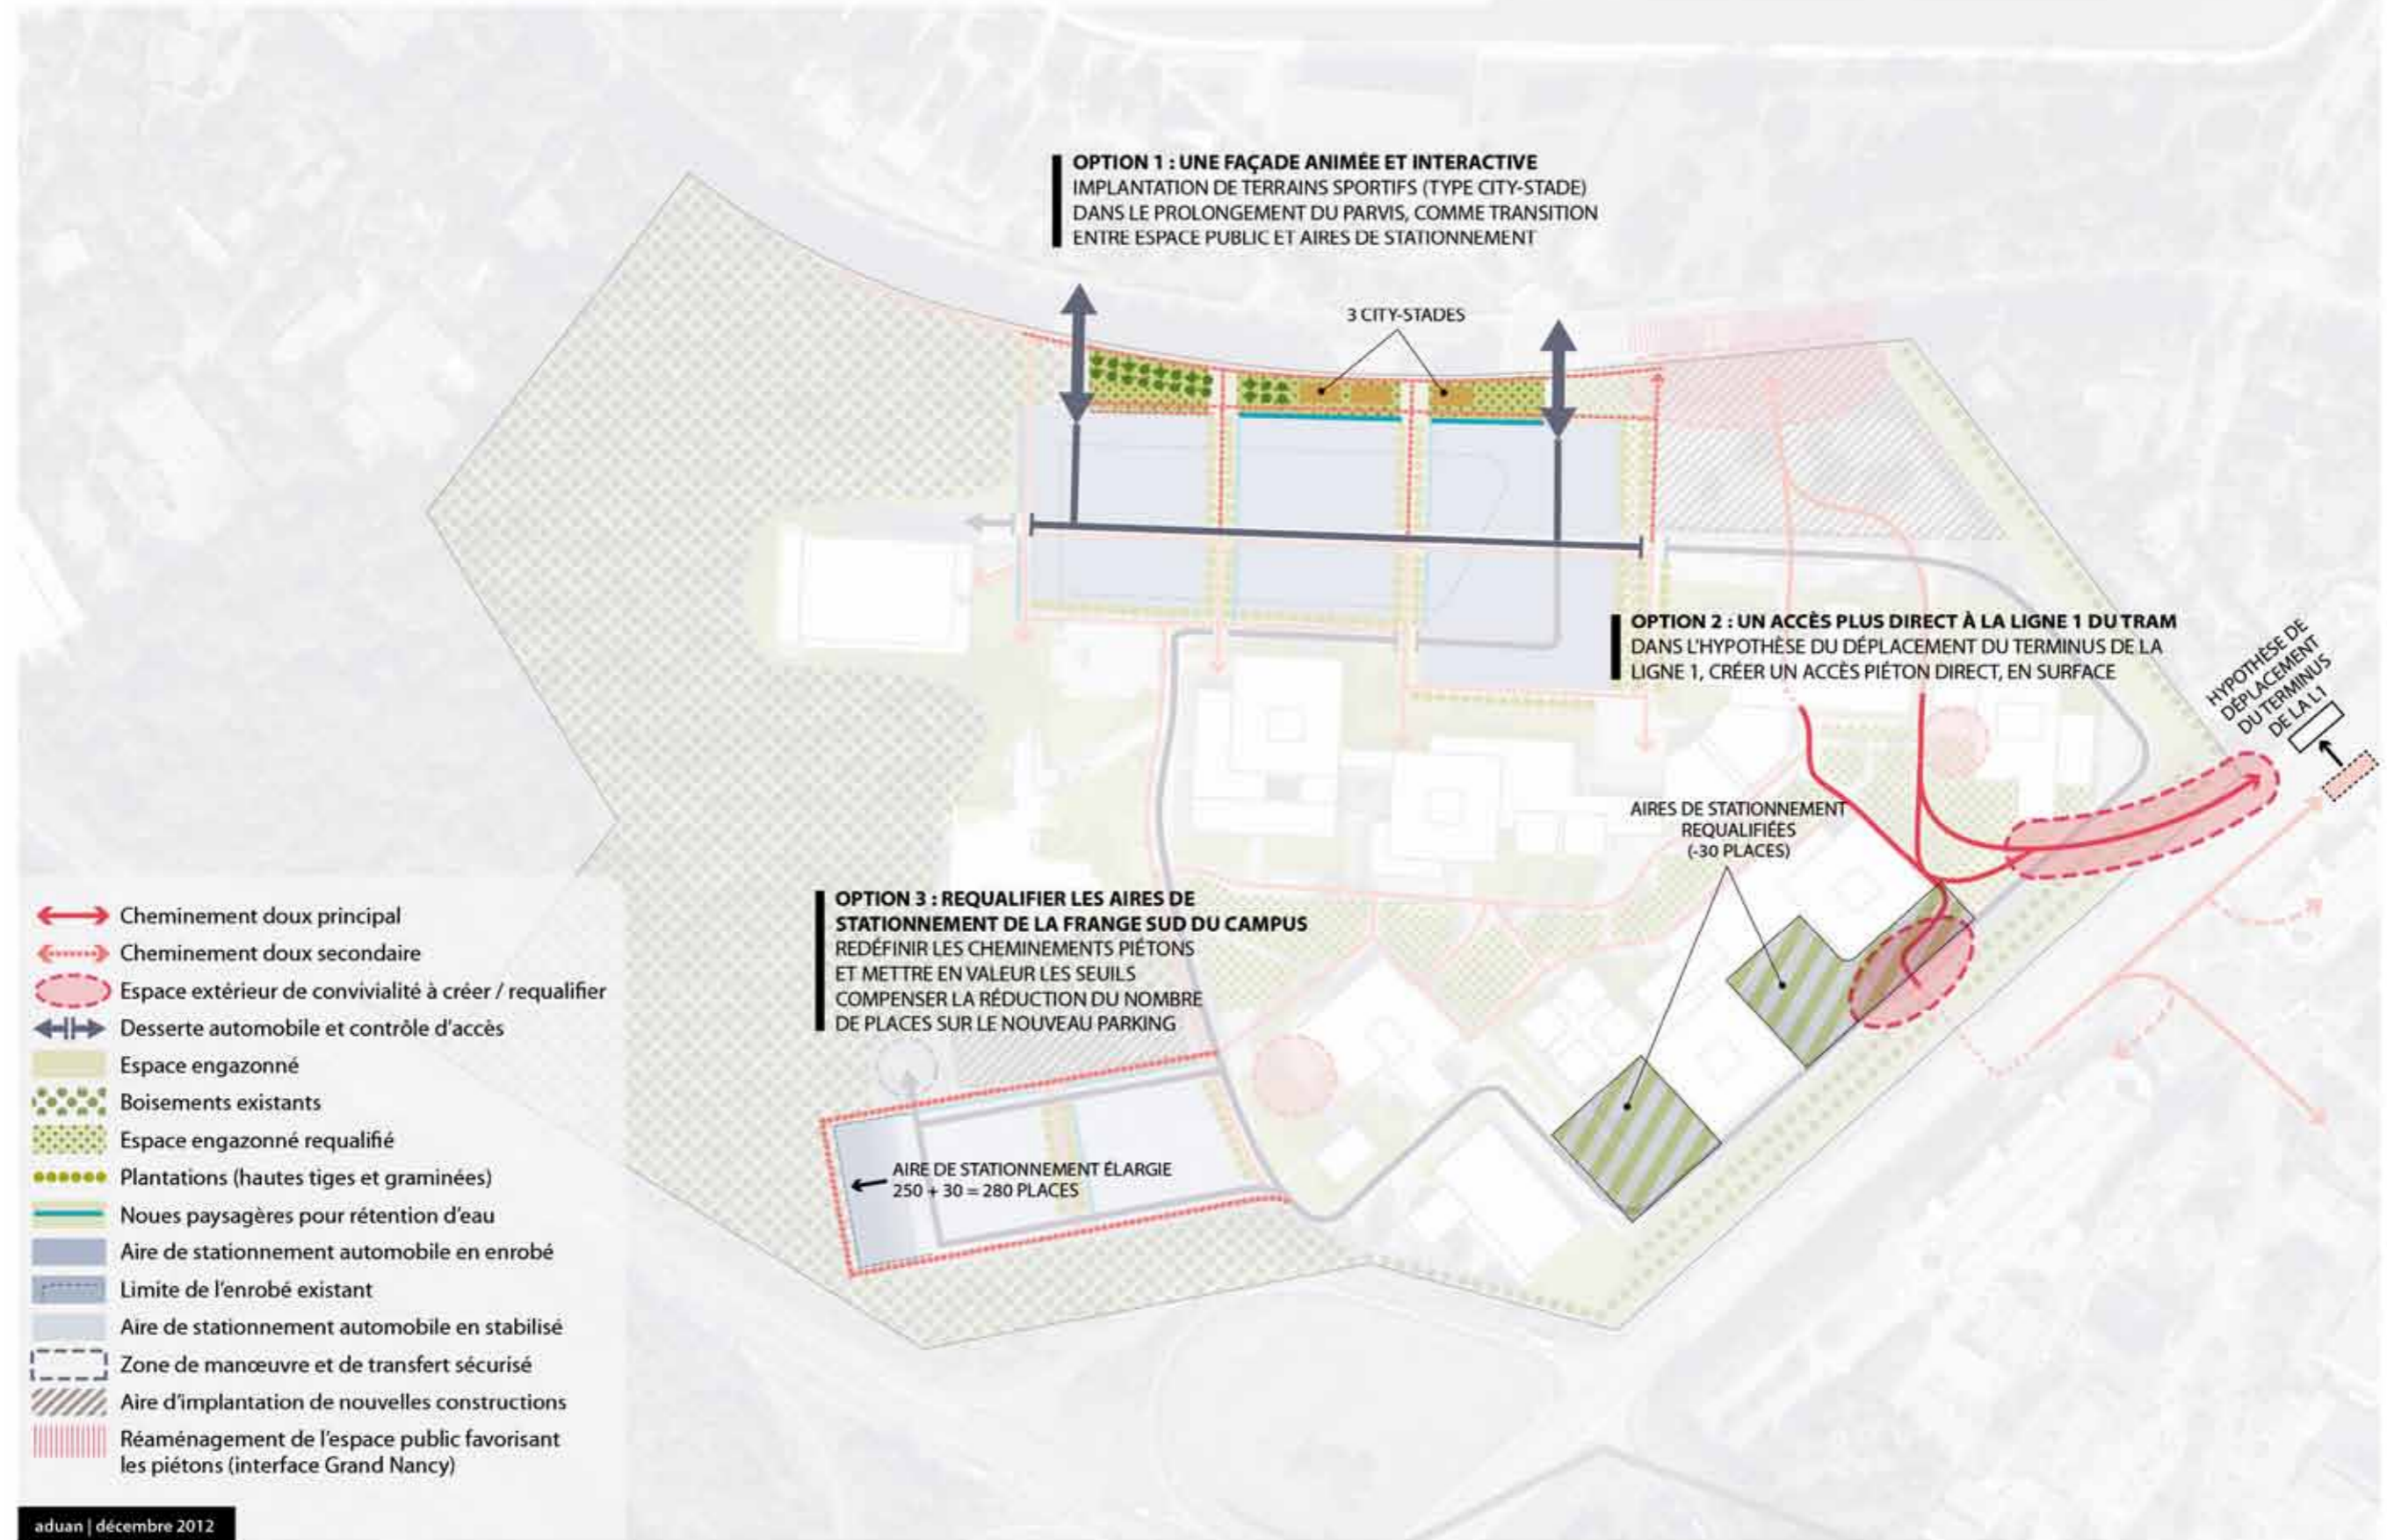 OPTION 1 : UNE FAÇADE ANIMÉE ET INTERACTIVE
IMPLANTATION DE TERRAINS SPORTIFS (TYPE CITY-STADE)
DANS LE PROLONGEMENT DU PARVIS, COMME TRANSITION
ENTRE ESPACE PUBLIC ET AIRES DE STATIONNEMENT
3 CITY-STADES
OPTION 2 : UN ACCÈS PLUS DIRECT À LA LIGNE 1 DU TRAM
DANS L'HYPOTHÈSE DU DÉPLACEMENT DU TERMINUS DE LA
LIGNE 1, CRÉER UN ACCÈS PIÉTON DIRECT, EN SURFACE
HYPOTHÈSE DE
DÉPLACEMENT
DU TERMINUS
DE LA L1
AIRES DE STATIONNEMENT
REQUALIFIÉES
(-30 PLACES)
OPTION 3 : REQUALIFIER LES AIRES DE
STATIONNEMENT DE LA FRANGE SUD DU CAMPUS
REDÉFINIR LES CHEMINEMENTS PIÉTONS
ET METTRE EN VALEUR LES SEUILS
COMPENSER LA RÉDUCTION DU NOMBRE
DE PLACES SUR LE NOUVEAU PARKING
AIRE DE STATIONNEMENT ÉLARGIE
250 + 30 = 280 PLACES
Cheminement doux principal
Cheminement doux secondaire
Espace extérieur de convivialité à créer / requalifier
Desserte automobile et contrôle d'accès
Espace engazonné
Boisements existants
Espace engazonné requalifié
Plantations (hautes tiges et graminées)
Noues paysagères pour rétention d'eau
Aire de stationnement automobile en enrobé
Limite de l'enrobé existant
Aire de stationnement automobile en stabilisé
Zone de manœuvre et de transfert sécurisé
Aire d'implantation de nouvelles constructions
Réaménagement de l'espace public favorisant
les piétons (interface Grand Nancy)
aduan | décembre 2012